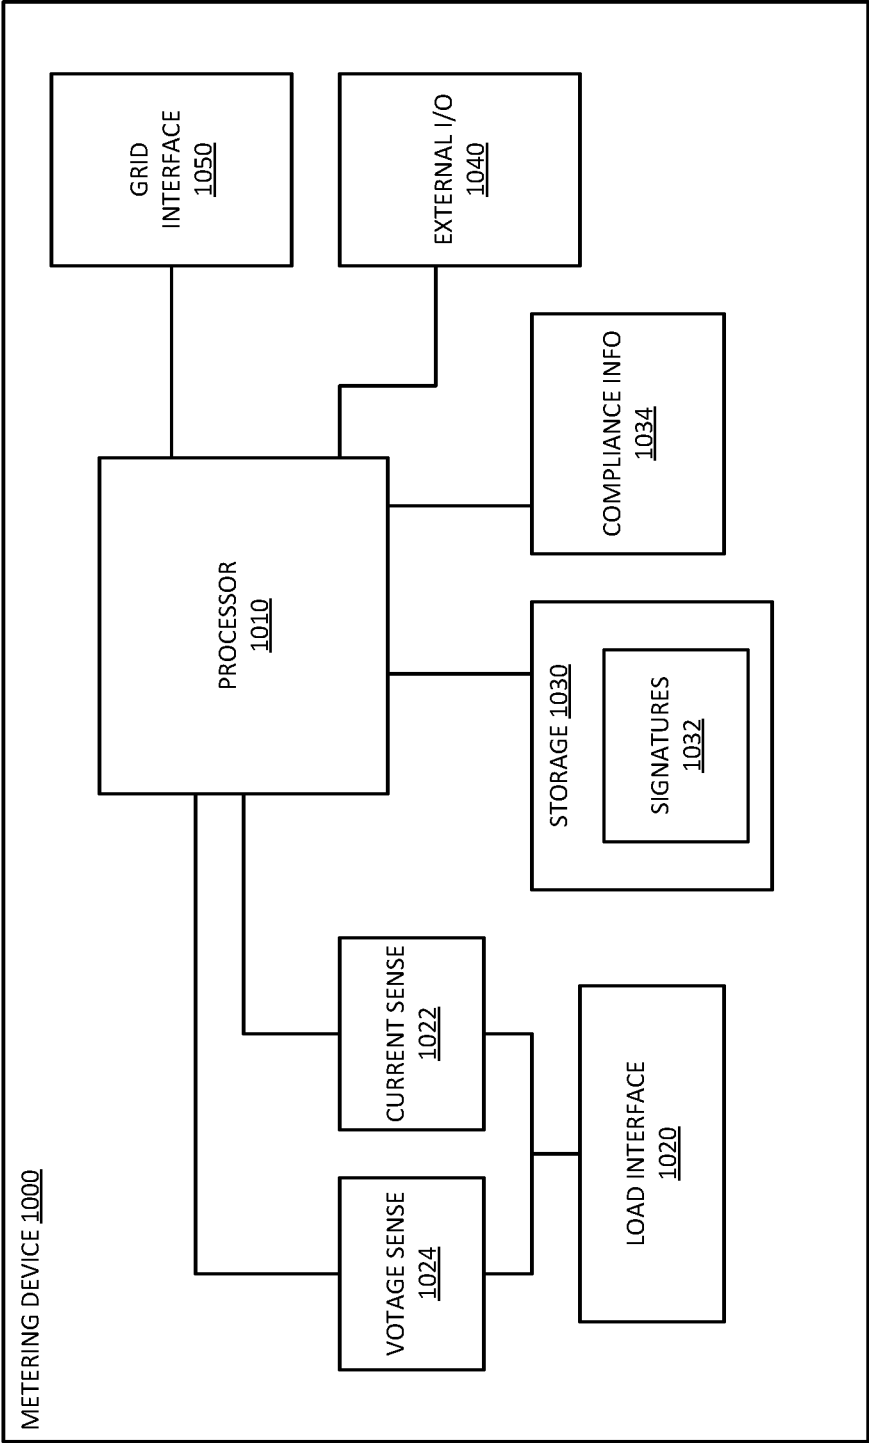 METERING DEVICE 1000
VOTAGE SENSE
1024
CURRENT SENSE
1022
LOAD INTERFACE
1020
PROCESSOR
1010
STORAGE 1030
SIGNATURES
1032
COMPLIANCE INFO
1034
GRID
INTERFACE
1050
EXTERNAL I/O
1040